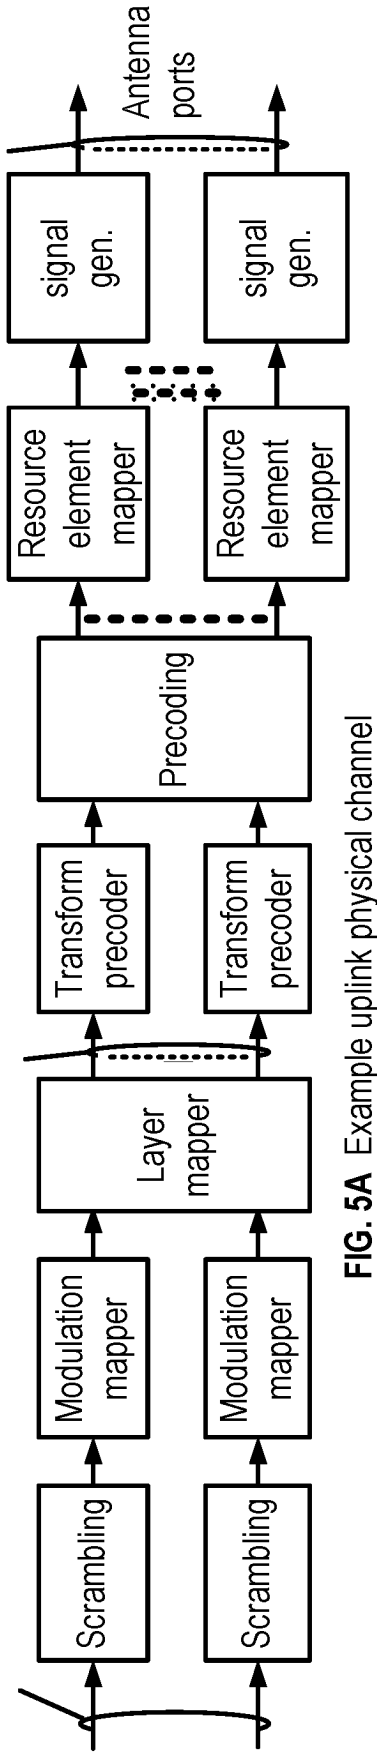 Scrambling
Scrambling
Modulation
mapper
Modulation
mapper
Layer
mapper
Transform
precoder
Transform
precoder
Precoding
Resource
element
mapper
Resource
element
mapper
signal
gen.
signal
gen.
Antenna
ports
FIG. 5A Example uplink physical channel